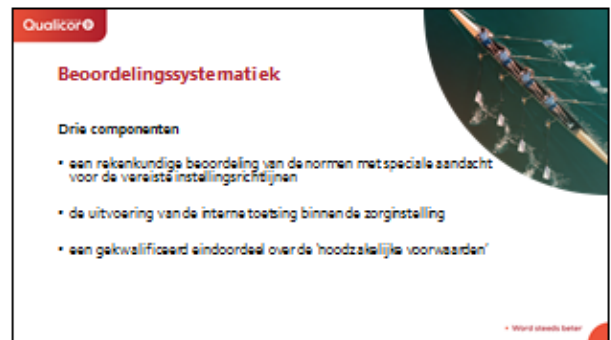 Qualicor
Beoordelingssystematiek
Drie componenten
• een rekenkundige beoordeling van de normen met speciale aandacht
voor de vereiste instellingsrichtlijnen
• de uitvoering van de interne toetsing binnen de zorginstelling
• een gekwalificeerd eindoordeel over de 'noodzakelijke voorwaarden'
• Word steeds beter